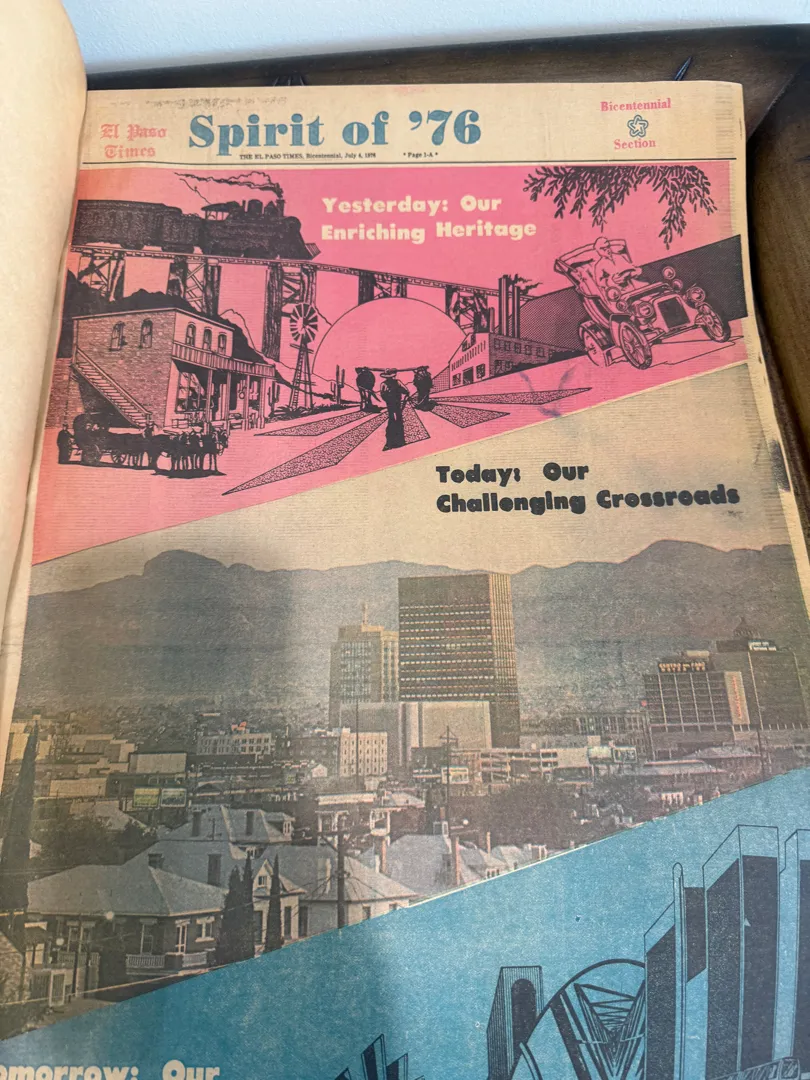 El Paso
Times
Spirit of ’76
THE EL PASO TIMES, Bicentennial, July 4, 1976 * Page 1-A *
Bicentennial
Section
Yesterday: Our
Enriching Heritage
Today: Our
Challenging Crossroads
omorrow: Our